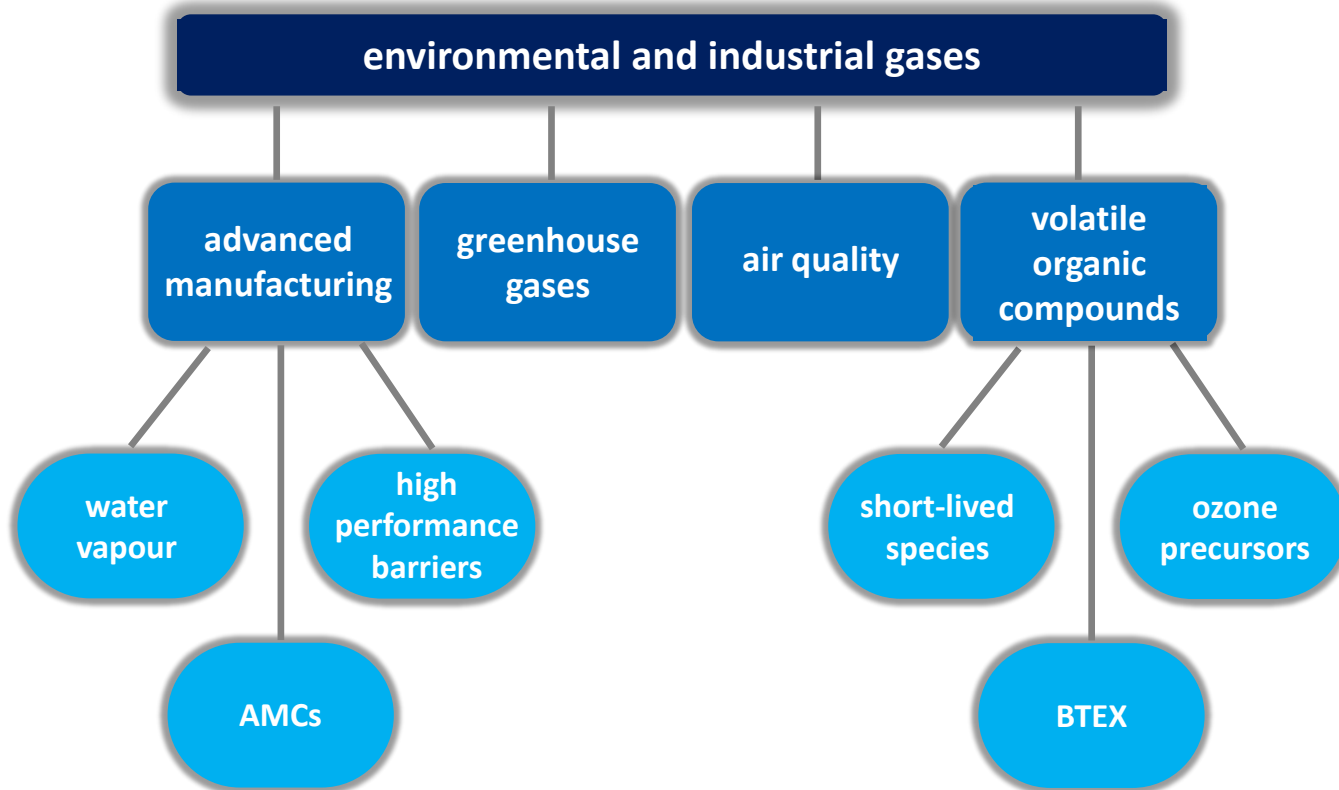 environmental and industrial gases
advanced
manufacturing
greenhouse
gases
air quality
volatile
organic
compounds
water
vapour
high
performance
barriers
short-lived
species
ozone
precursors
AMCs
BTEX